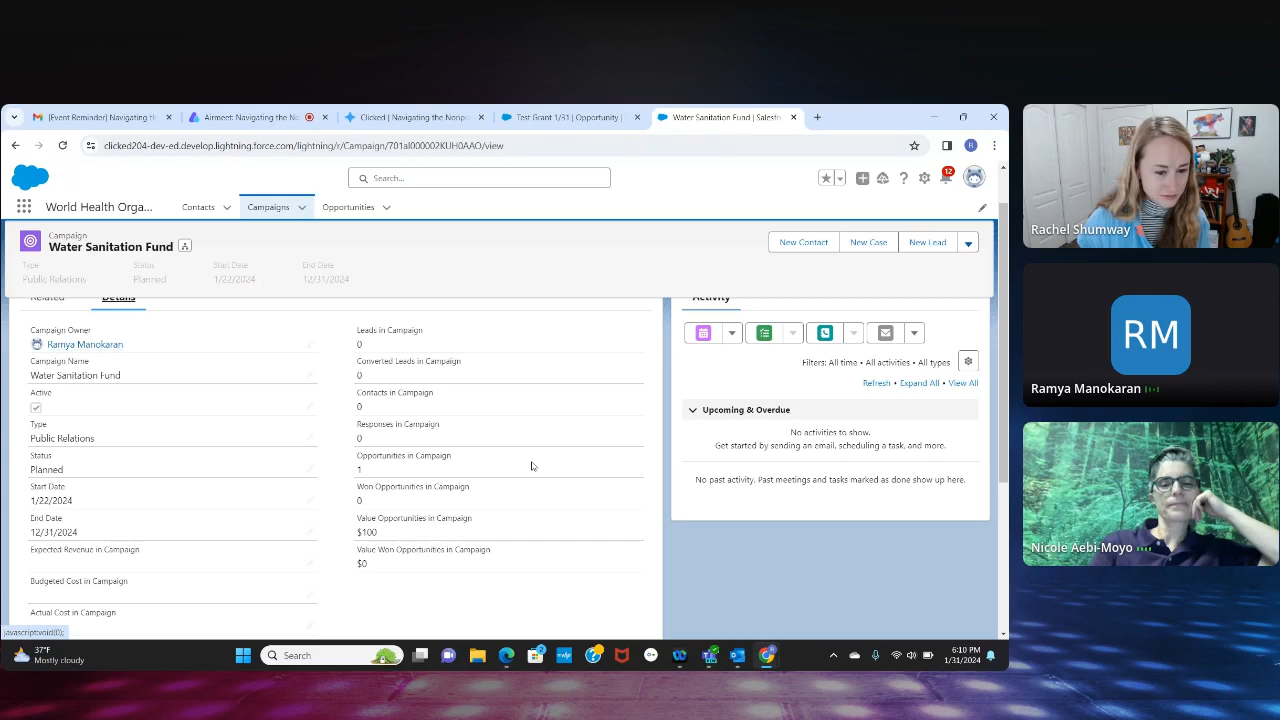 [Event Reminder] Navigating th
Airmeet: Navigating the No
Clicked | Navigating the Nonpr
Test Grant 1/31 | Opportunity |
Water Sanitation Fund | Salesfo
clicked204-dev-ed.develop.lightning.force.com/lightning/r/Campaign/701al000002KUH0AAO/view
R
Search...
12
World Health Orga...
Contacts
Campaigns
Opportunities
Campaign
Water Sanitation Fund
New Contact
New Case
New Lead
Type
Status
Start Date
End Date
Public Relations
Planned
1/22/2024
12/31/2024
Related
Details
Activity
Campaign Owner
Ramya Manokaran
Campaign Name
Water Sanitation Fund
Active
Type
Public Relations
Status
Planned
Start Date
1/22/2024
End Date
12/31/2024
Expected Revenue in Campaign
Budgeted Cost in Campaign
Actual Cost in Campaign
Leads in Campaign
0
Converted Leads in Campaign
0
Contacts in Campaign
0
Responses in Campaign
0
Opportunities in Campaign
1
Won Opportunities in Campaign
0
Value Opportunities in Campaign
$100
Value Won Opportunities in Campaign
$0
Filters: All time • All activities • All types
Refresh • Expand All • View All
Upcoming & Overdue
No activities to show.
Get started by sending an email, scheduling a task, and more.
No past activity. Past meetings and tasks marked as done show up here.
javascript:void(0);
37°F
Mostly cloudy
Search
6:10 PM
1/31/2024
Rachel Shumway
RM
Ramya Manokaran
Nicole Aebi-Moyo